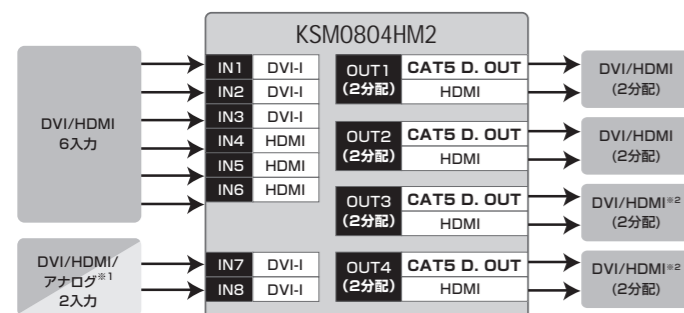 KSM0804HM2
DVI/HDMI
6入力
IN1 DVI-I
IN2 DVI-I
IN3 DVI-I
IN4 HDMI
IN5 HDMI
IN6 HDMI
DVI/HDMI/
アナログ※1
2入力
IN7 DVI-I
IN8 DVI-I
OUT1 CAT5 D. OUT
(2分配) HDMI
OUT2 CAT5 D. OUT
(2分配) HDMI
OUT3 CAT5 D. OUT
(2分配) HDMI
OUT4 CAT5 D. OUT
(2分配) HDMI
DVI/HDMI
(2分配)
DVI/HDMI
(2分配)
DVI/HDMI※2
(2分配)
DVI/HDMI※2
(2分配)